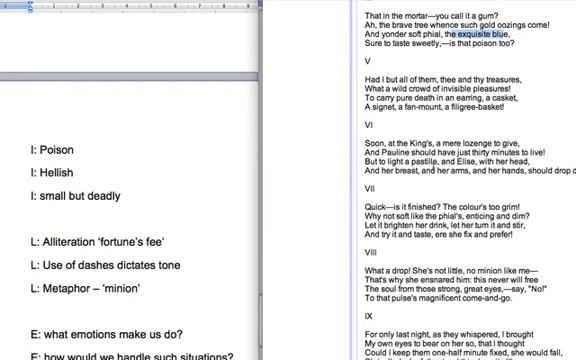 I: Poison
I: Hellish
I: small but deadly
L: Alliteration 'fortune's fee'
L: Use of dashes dictates tone
L: Metaphor – 'minion'
E: what emotions make us do?
E: how would we handle such situations?
That in the mortar—you call it a gum?
Ah, the brave tree whence such gold oozings come!
And yonder soft phial, the exquisite blue,
Sure to taste sweetly,—is that poison too?
V
Had I but all of them, thee and thy treasures,
What a wild crowd of invisible pleasures!
To carry pure death in an earring, a casket,
A signet, a fan-mount, a filigree-basket!
VI
Soon, at the King's, a mere lozenge to give,
And Pauline should have just thirty minutes to live!
But to light a pastille, and Elise, with her head,
And her breast, and her arms, and her hands, should drop d
VII
Quick—is it finished? The colour's too grim!
Why not soft like the phial's, enticing and dim?
Let it brighten her drink, let her turn it and stir,
And try it and taste, ere she fix and prefer!
VIII
What a drop! She's not little, no minion like me—
That's why she ensnared him: this never will free
The soul from those strong, great eyes,—say, "No!"
To that pulse's magnificent come-and-go.
IX
For only last night, as they whispered, I brought
My own eyes to bear on her so, that I thought
Could I keep them one-half minute fixed, she would fall,